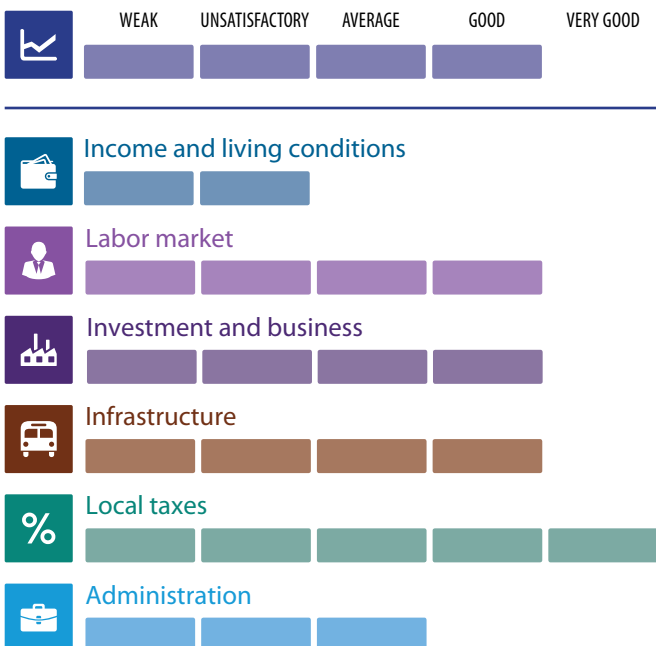 WEAK UNSATISFACTORY AVERAGE GOOD VERY GOOD
Income and living conditions
Labor market
Investment and business
Infrastructure
Local taxes
%
Administration